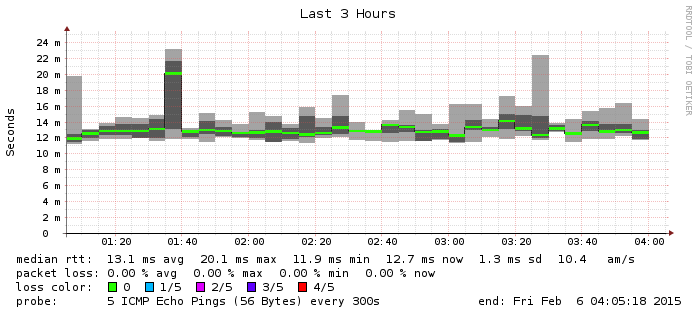 Last 3 Hours
RRDTOOL / TOBI OETIKER
Seconds
24 m
22 m
20 m
18 m
16 m
14 m
12 m
10 m
8 m
6 m
4 m
2 m
0
01:20 01:40 02:00 02:20 02:40 03:00 03:20 03:40 04:00
median rtt: 13.1 ms avg 20.1 ms max 11.9 ms min 12.7 ms now 1.3 ms sd 10.4 am/s
packet loss: 0.00 % avg 0.00 % max 0.00 % min 0.00 % now
loss color: 0 1/5 2/5 3/5 4/5
probe: 5 ICMP Echo Pings (56 Bytes) every 300s end: Fri Feb 6 04:05:18 2015